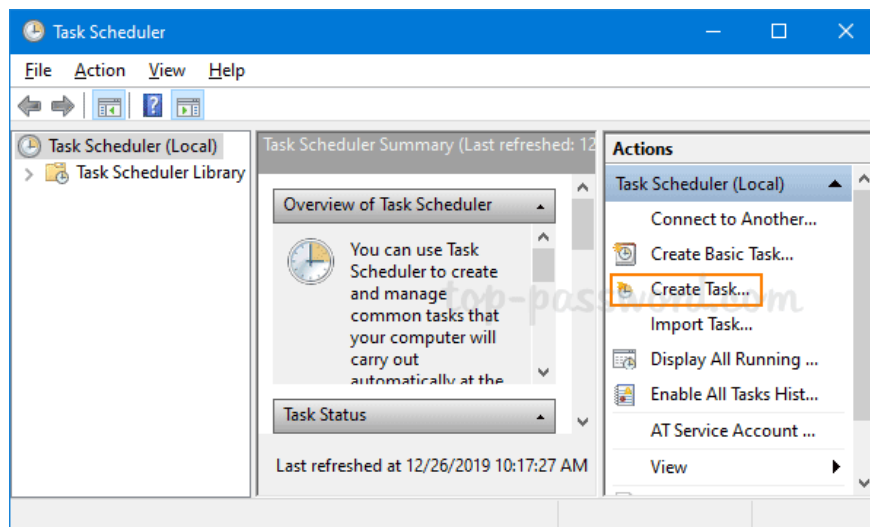 Task Scheduler
File Action View Help
Task Scheduler (Local)
Task Scheduler Library
Task Scheduler Summary (Last refreshed: 12
Overview of Task Scheduler
You can use Task
Scheduler to create
and manage
common tasks that
your computer will
carry out
automatically at the
Task Status
Last refreshed at 12/26/2019 10:17:27 AM
Actions
Task Scheduler (Local)
Connect to Another...
Create Basic Task...
Create Task...
Import Task...
Display All Running ...
Enable All Tasks Hist...
AT Service Account ...
View
top-password.com